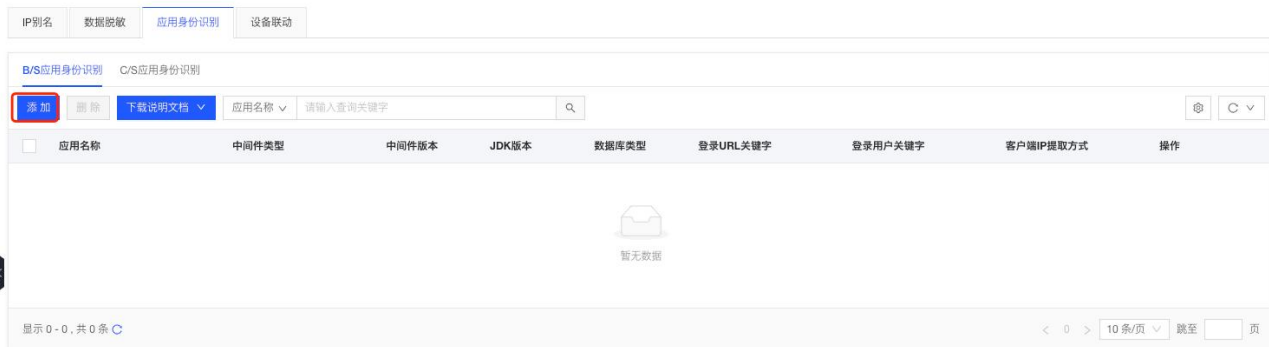 IP别名 数据脱敏 应用身份识别 设备联动
B/S应用身份识别 C/S应用身份识别
添加 删除 下载说明文档 应用名称 请输入查询关键字
应用名称 中间件类型 中间件版本 JDK版本 数据库类型 登录URL关键字 登录用户关键字 客户端IP提取方式 操作
暂无数据
显示 0 - 0 , 共 0 条 < 0 > 10 条/页 跳至 页